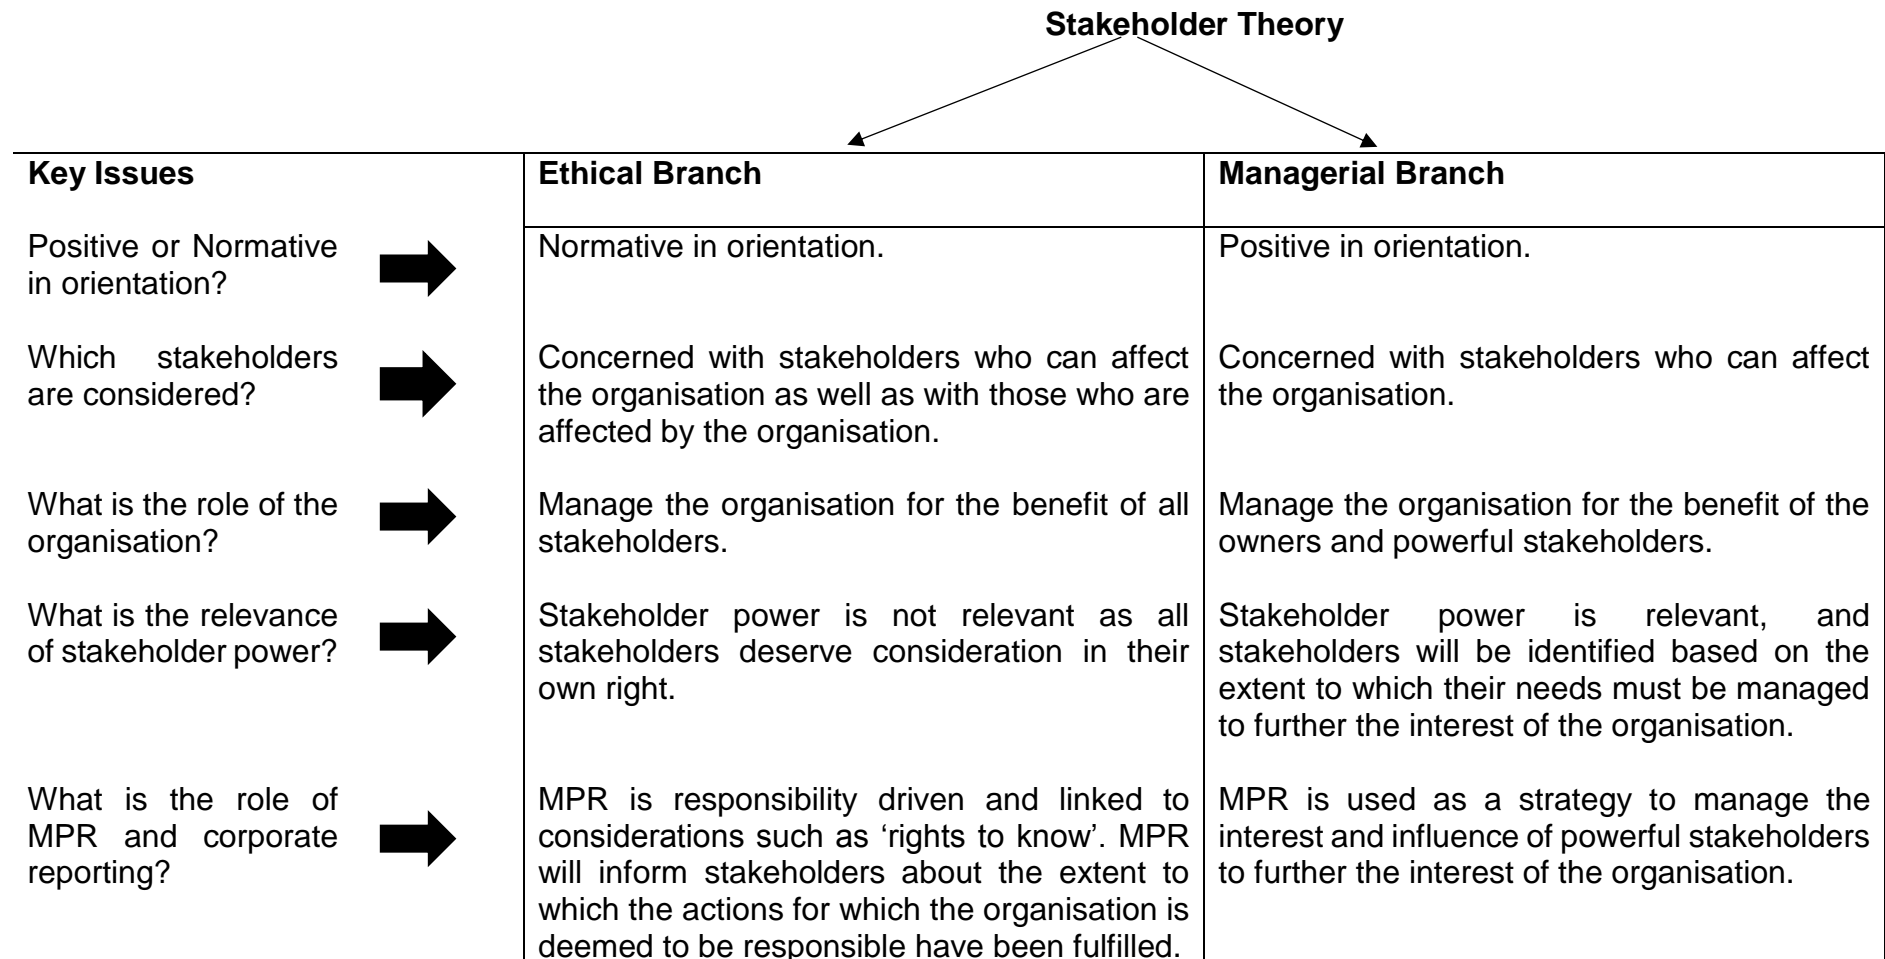 Stakeholder Theory
Key Issues
Ethical Branch
Managerial Branch
Positive or Normative
in orientation?
Normative in orientation.
Positive in orientation.
Which stakeholders
are considered?
Concerned with stakeholders who can affect
the organisation as well as with those who are
affected by the organisation.
Concerned with stakeholders who can affect
the organisation.
What is the role of the
organisation?
Manage the organisation for the benefit of all
stakeholders.
Manage the organisation for the benefit of the
owners and powerful stakeholders.
What is the relevance
of stakeholder power?
Stakeholder power is not relevant as all
stakeholders deserve consideration in their
own right.
Stakeholder power is relevant, and
stakeholders will be identified based on the
extent to which their needs must be managed
to further the interest of the organisation.
What is the role of
MPR and corporate
reporting?
MPR is responsibility driven and linked to
considerations such as ‘rights to know’. MPR
will inform stakeholders about the extent to
which the actions for which the organisation is
deemed to be responsible have been fulfilled.
MPR is used as a strategy to manage the
interest and influence of powerful stakeholders
to further the interest of the organisation.